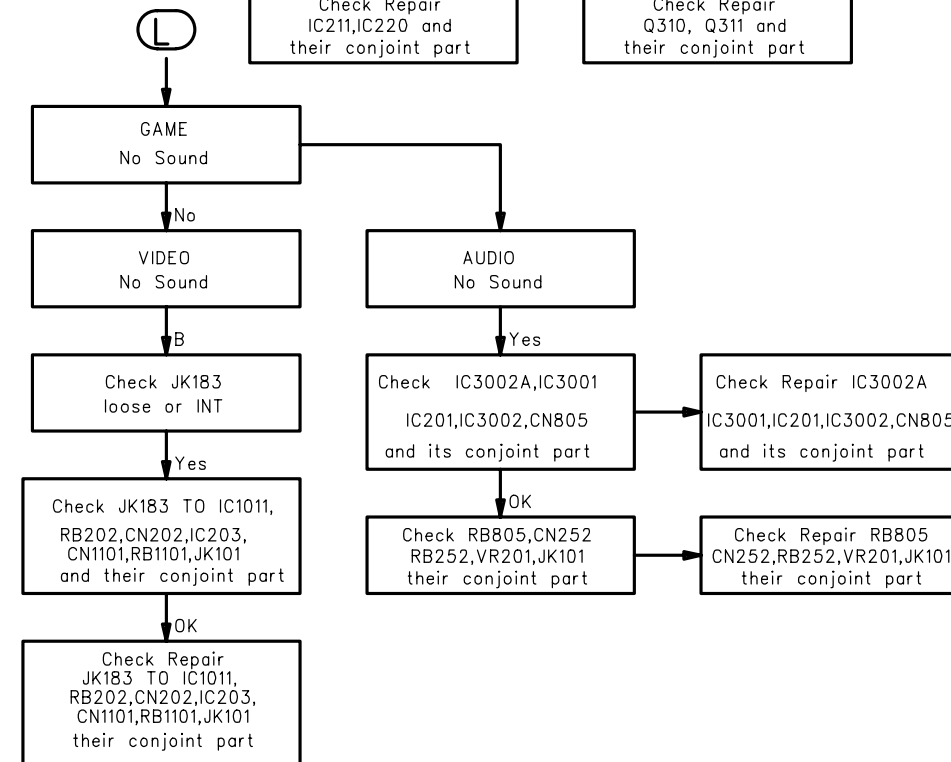 Check Repair
IC211,IC220 and
their conjoint part
Check Repair
Q310, Q311 and
their conjoint part
L
GAME
No Sound
No
VIDEO
No Sound
B
Check JK183
loose or INT
Yes
Check JK183 TO IC1011,
RB202,CN202,IC203,
CN1101,RB1101,JK101
and their conjoint part
OK
Check Repair
JK183 TO IC1011,
RB202,CN202,IC203,
CN1101,RB1101,JK101
their conjoint part
AUDIO
No Sound
Yes
Check IC3002A,IC3001
IC201,IC3002,CN805
and its conjoint part
Check Repair IC3002A
IC3001,IC201,IC3002,CN805
and its conjoint part
OK
Check RB805,CN252
RB252,VR201,JK101
their conjoint part
Check Repair RB805
CN252,RB252,VR201,JK101
their conjoint part